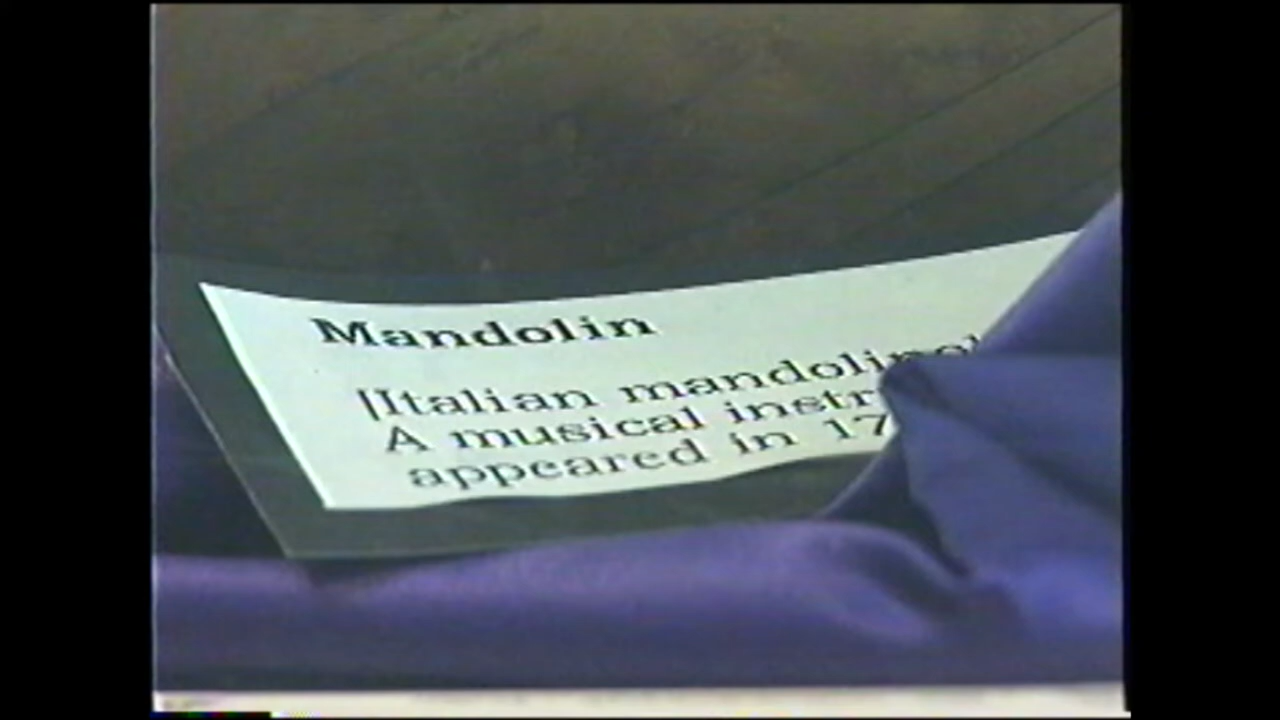 Mandolin
|Italian mandolino
A musical instr
appeared in 17